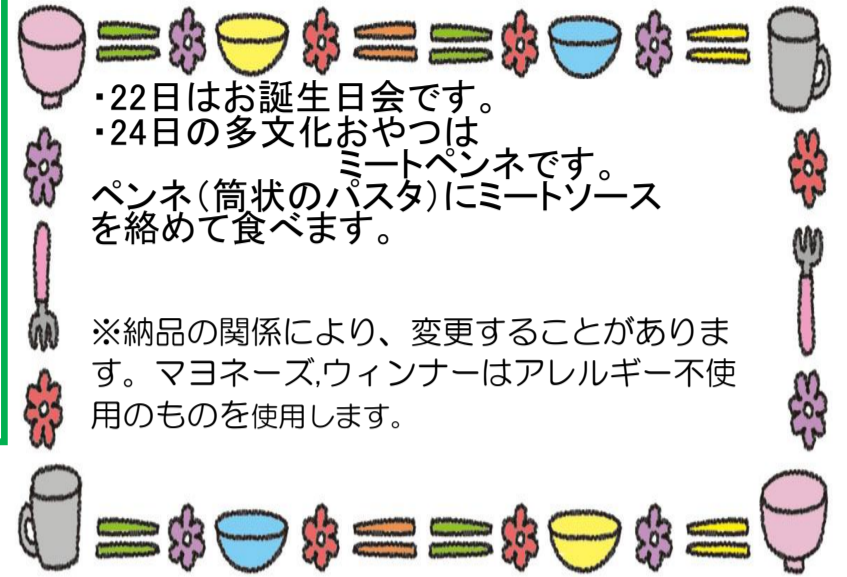 ・22日はお誕生日会です。
・24日の多文化おやつは
ミートペンネです。
ペンネ(筒状のパスタ)にミートソース
を絡めて食べます。
※納品の関係により、変更することがありま
す。マヨネーズ,ウィンナーはアレルギー不使
用のものを使用します。